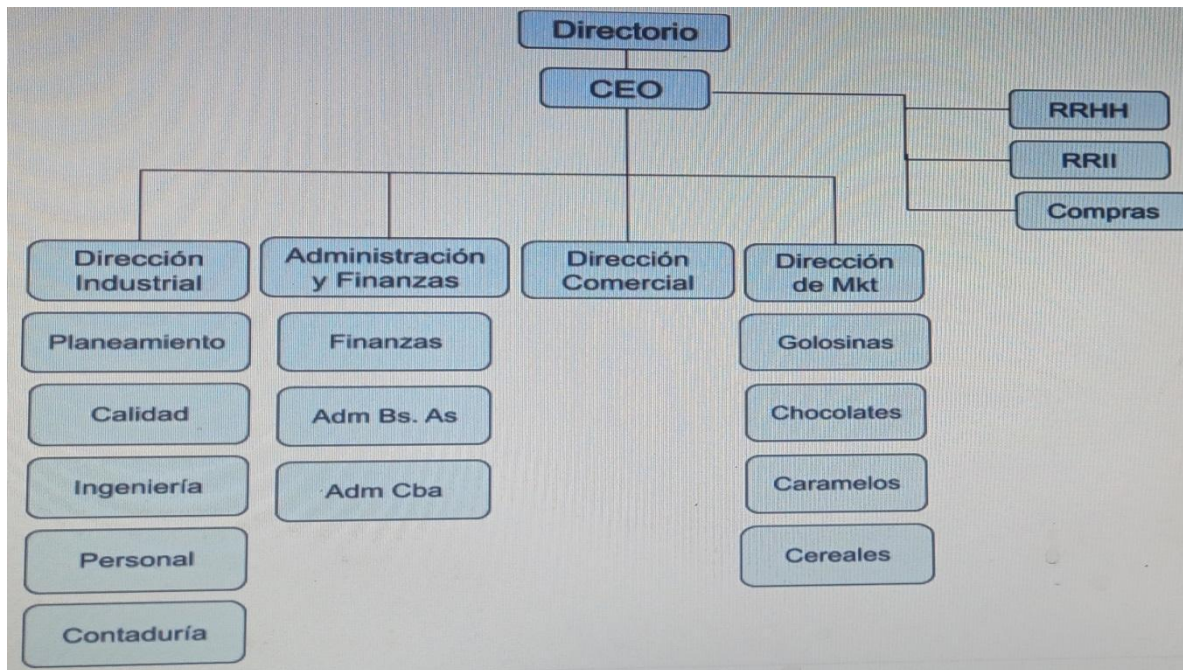 Directorio
CEO
RRHH
RRII
Compras
Dirección
Industrial
Planeamiento
Calidad
Ingeniería
Personal
Contaduría
Administración
y Finanzas
Finanzas
Adm Bs. As
Adm Cba
Dirección
Comercial
Dirección
de Mkt
Golosinas
Chocolates
Caramelos
Cereales